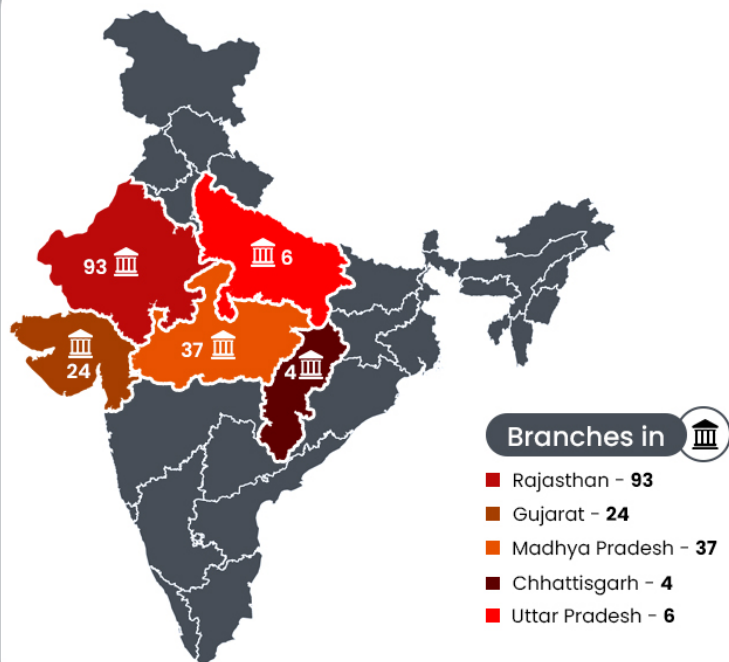 93
6
37
24
4
Branches in
Rajasthan - 93
Gujarat - 24
Madhya Pradesh - 37
Chhattisgarh - 4
Uttar Pradesh - 6